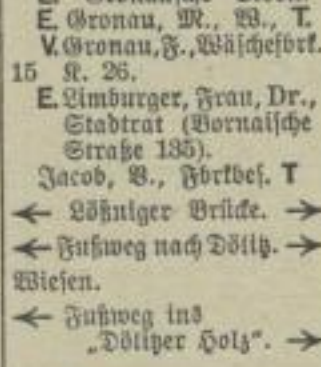 E. Gronau, M., W., T.
V. Gronau, F., Wäschefbrk.
15 K. 26.
E. Limburger, Frau, Dr.,
Stadtrat (Bornaische
Straße 135).
Jacob, B., Fbrkbes. T
← Lößniger Brücke. →
← Fußweg nach Dölitz. →
Wiesen.
← Fußweg ins
„Dölitzer Holz“. →